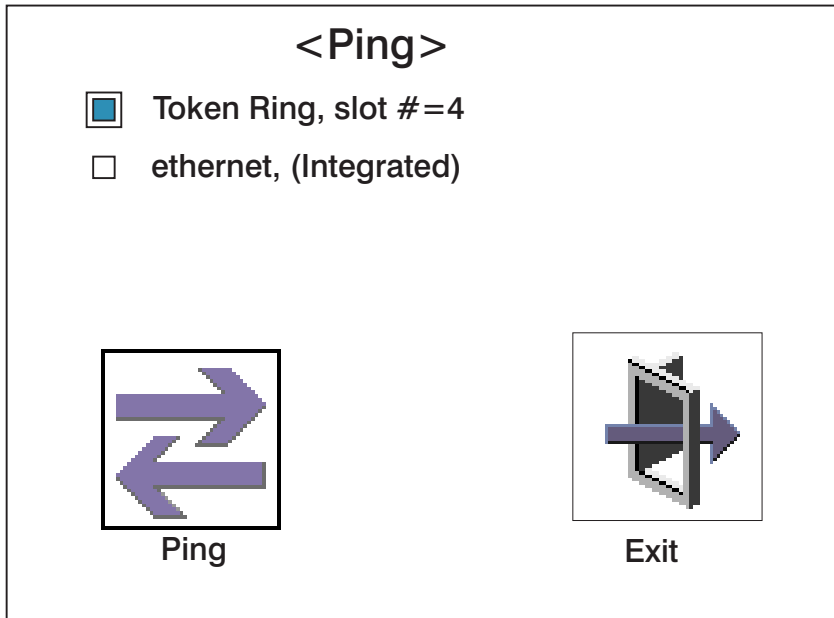 <Ping>
Token Ring, slot #=4
ethernet, (Integrated)
Ping
Exit